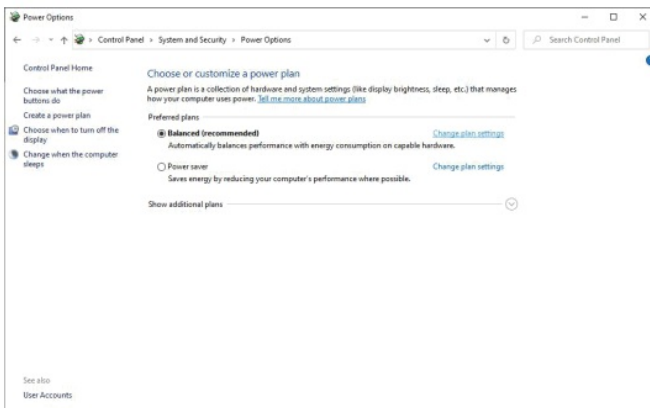 Power Options
Control Panel > System and Security > Power Options
Search Control Panel
Control Panel Home
Choose what the power
buttons do
Create a power plan
Choose when to turn off the
display
Change when the computer
sleeps
Choose or customize a power plan
A power plan is a collection of hardware and system settings (like display brightness, sleep, etc.) that manages
how your computer uses power. Tell me more about power plans
Preferred plans
Balanced (recommended) Change plan settings
Automatically balances performance with energy consumption on capable hardware.
Power saver Change plan settings
Saves energy by reducing your computer's performance where possible.
Show additional plans
See also
User Accounts